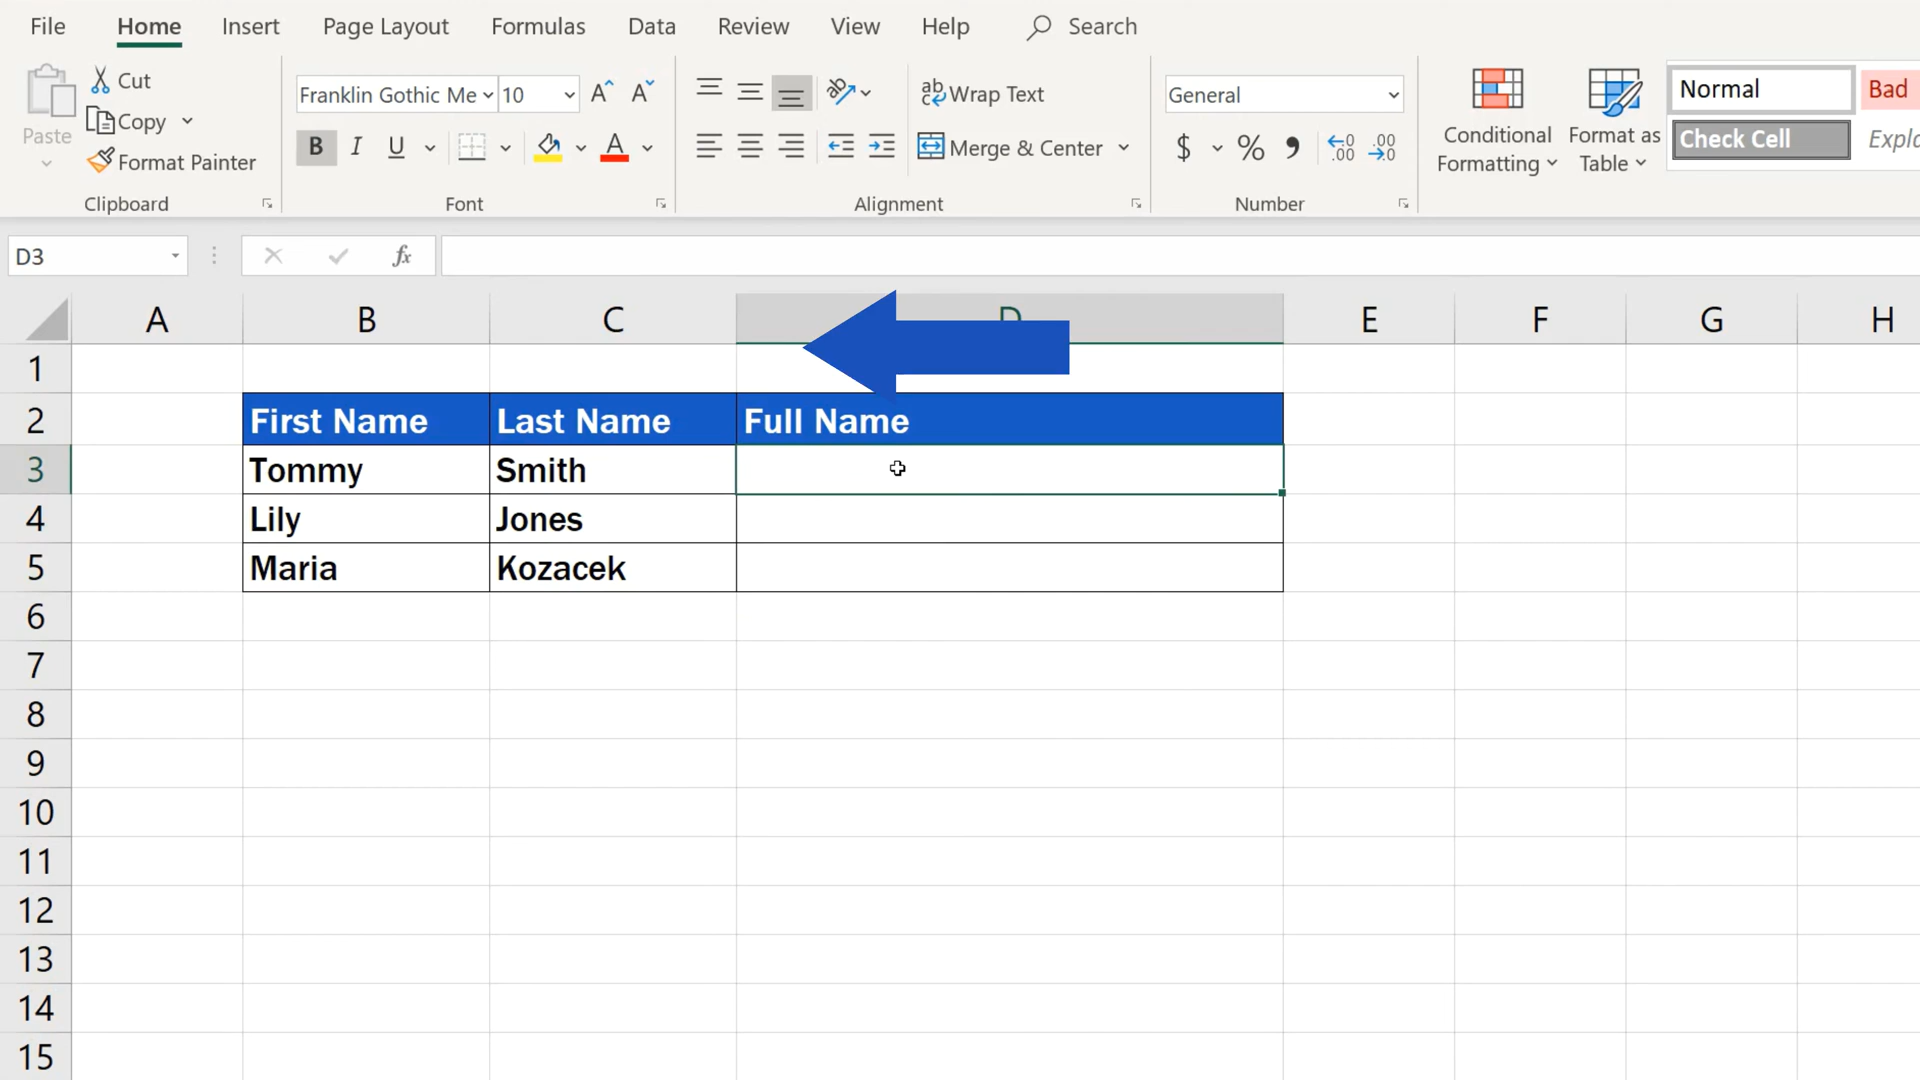 File Home Insert Page Layout Formulas Data Review View Help Search
Cut
Copy
Format Painter
Paste
Clipboard
Franklin Gothic Me 10
B I U
Font
Wrap Text
Merge & Center
Alignment
General
$ % , .00 .00
Number
Conditional Formatting
Format as Table
Normal Bad
Check Cell
D3 fx
A B C D E F G H
1
2 First Name Last Name Full Name
3 Tommy Smith
4 Lily Jones
5 Maria Kozacek
6
7
8
9
10
11
12
13
14
15